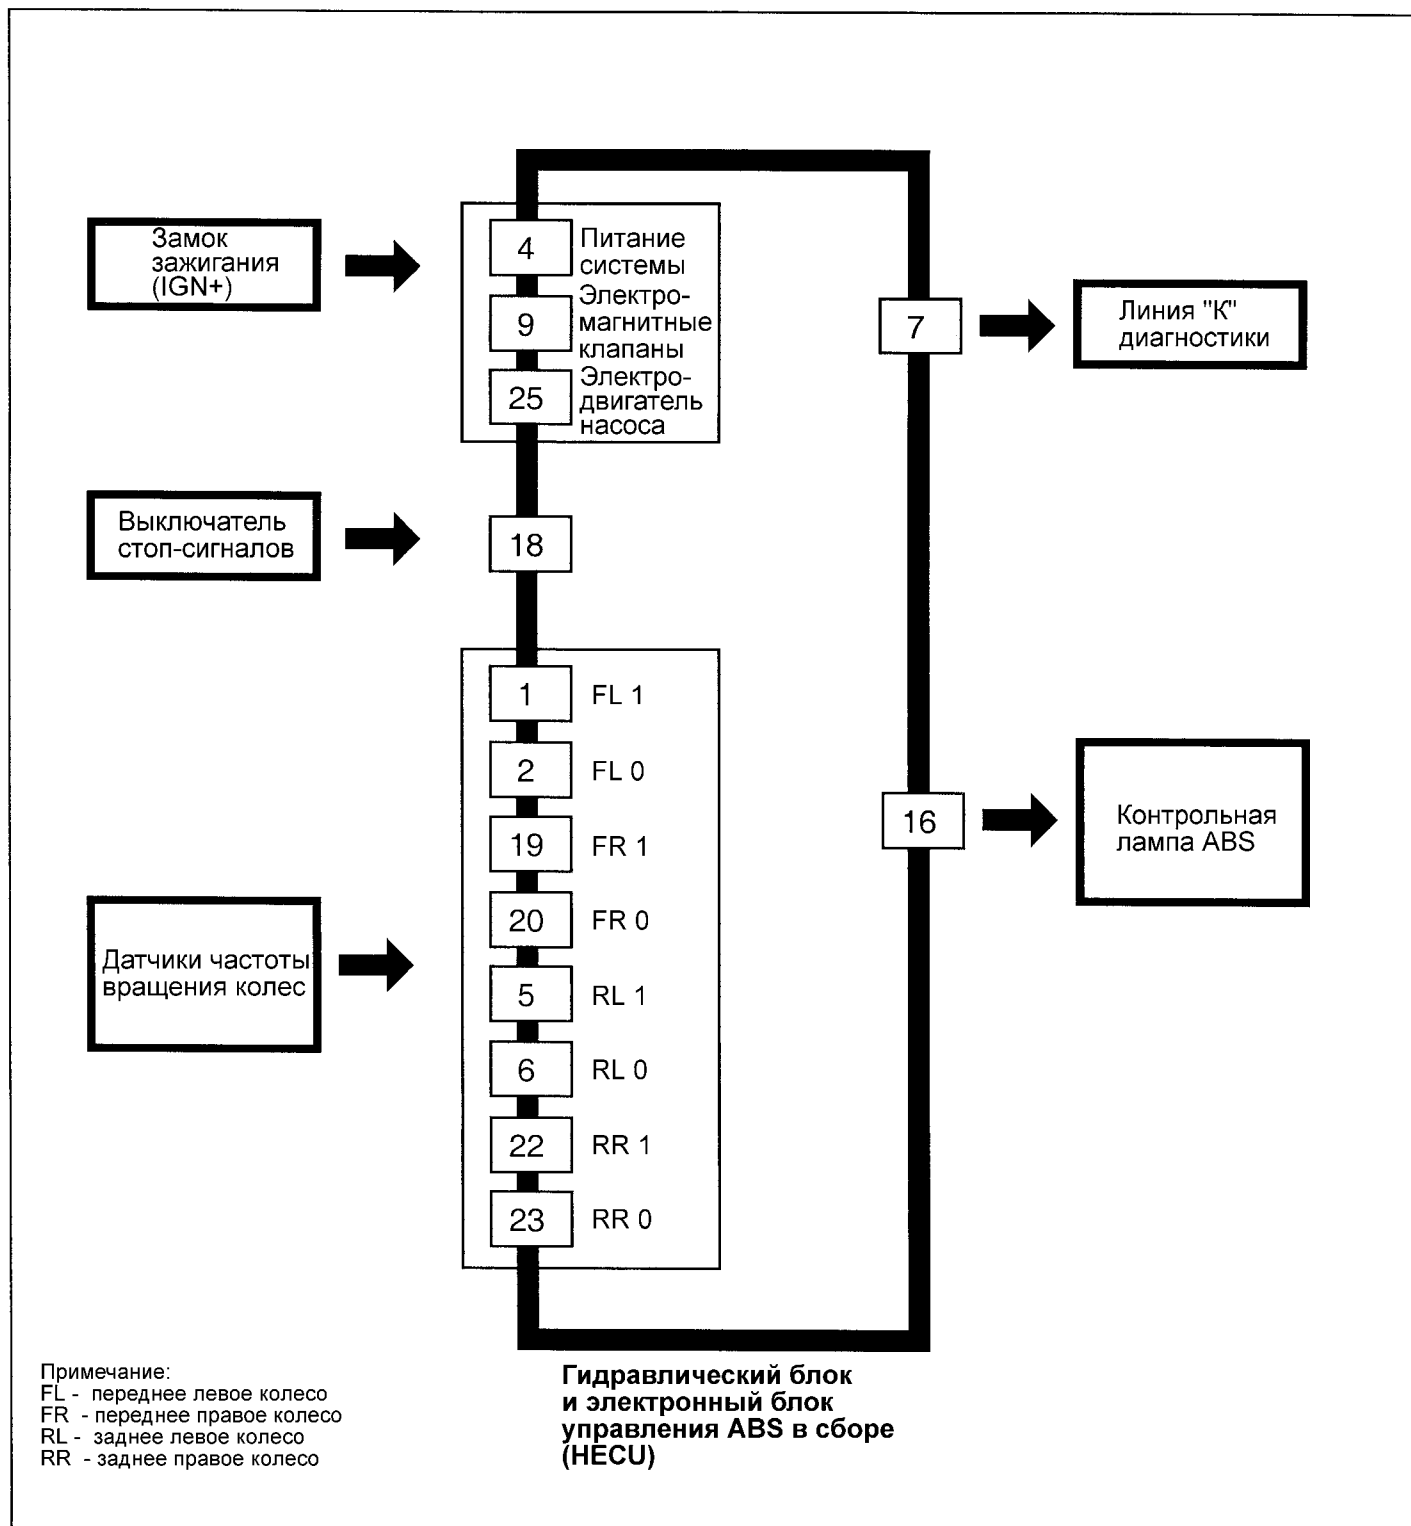 Замок
зажигания
(IGN+)
4
Питание
системы
9
Электро-
магнитные
клапаны
25
Электро-
двигатель
насоса
7
Линия "К"
диагностики
Выключатель
стоп-сигналов
18
1
FL 1
2
FL 0
19
FR 1
20
FR 0
5
RL 1
6
RL 0
22
RR 1
23
RR 0
Датчики частоты
вращения колес
16
Контрольная
лампа ABS
Примечание:
FL - переднее левое колесо
FR - переднее правое колесо
RL - заднее левое колесо
RR - заднее правое колесо
Гидравлический блок
и электронный блок
управления ABS в сборе
(HECU)